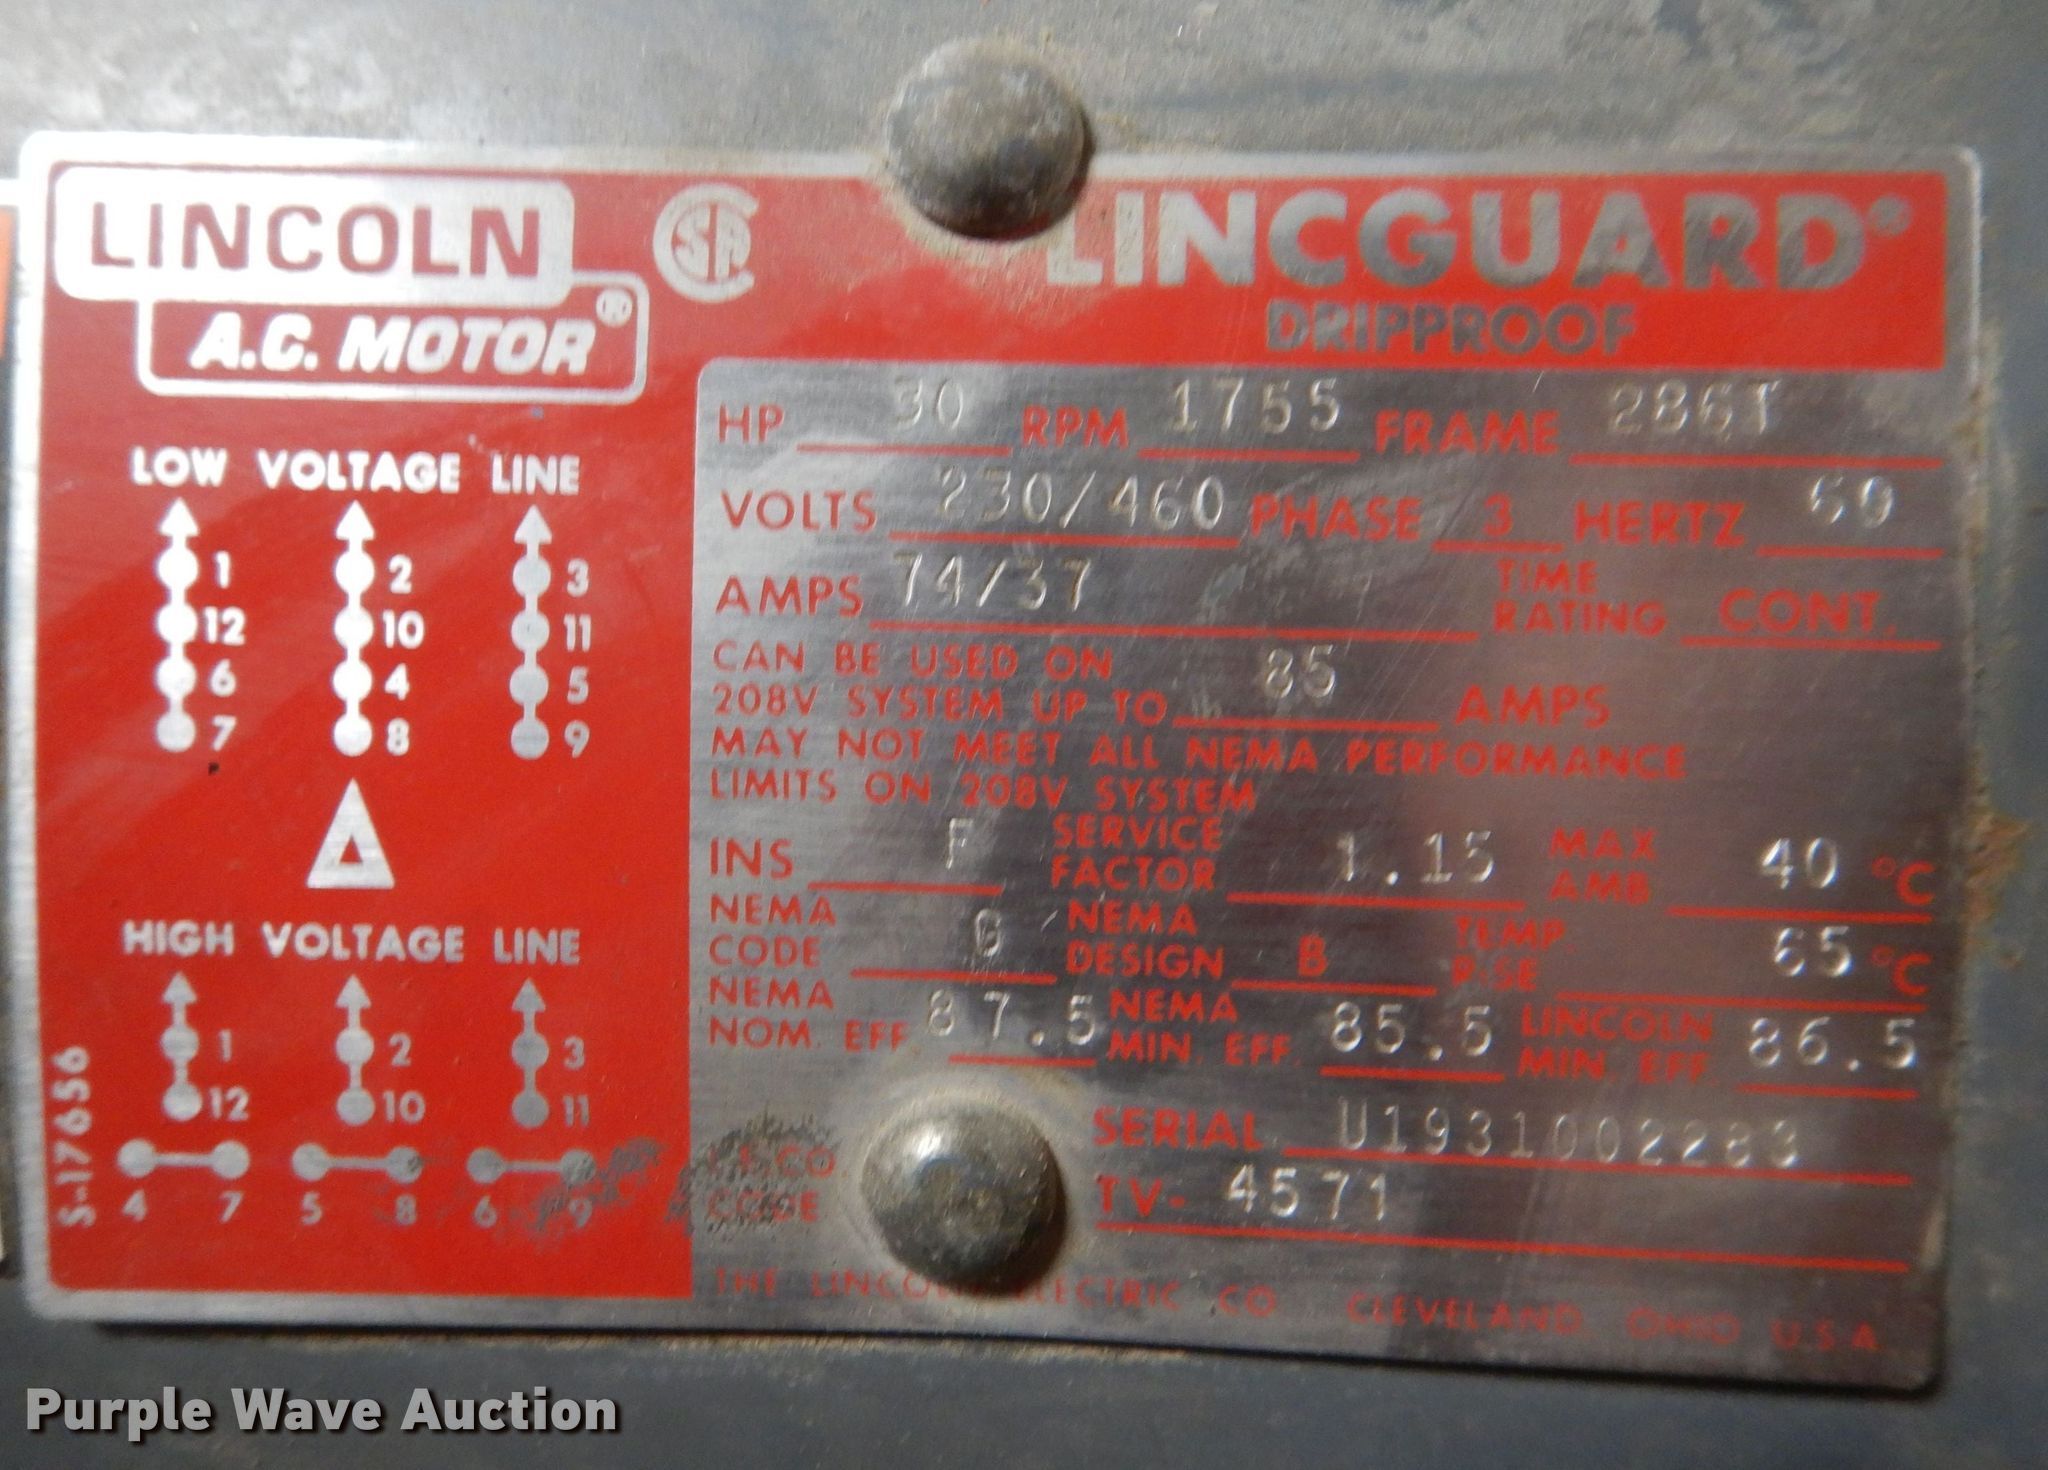 LINCOLN
A.C. MOTOR®
LINCGUARD®
DRIPPROOF
LOW VOLTAGE LINE
1 2 3
12 10 11
6 4 5
7 8 9
HIGH VOLTAGE LINE
1 2 3
12 10 11
4 7 5 8 6 9
S-17656
HP 30 RPM 1755 FRAME 286T
VOLTS 230/460 PHASE 3 HERTZ 60
AMPS 74/37 TIME RATING CONT.
CAN BE USED ON
208V SYSTEM UP TO 85 AMPS
MAY NOT MEET ALL NEMA PERFORMANCE
LIMITS ON 208V SYSTEM
INS F SERVICE FACTOR 1.15 MAX AMB 40 °C
NEMA CODE G NEMA DESIGN B TEMP. RISE 65 °C
NEMA NOM. EFF 87.5 NEMA MIN. EFF. 85.5 LINCOLN MIN. EFF. 86.5
CODE
SERIAL U1931002283
TV- 4571
THE LINCOLN ELECTRIC CO. CLEVELAND, OHIO U.S.A.
Purple Wave Auction